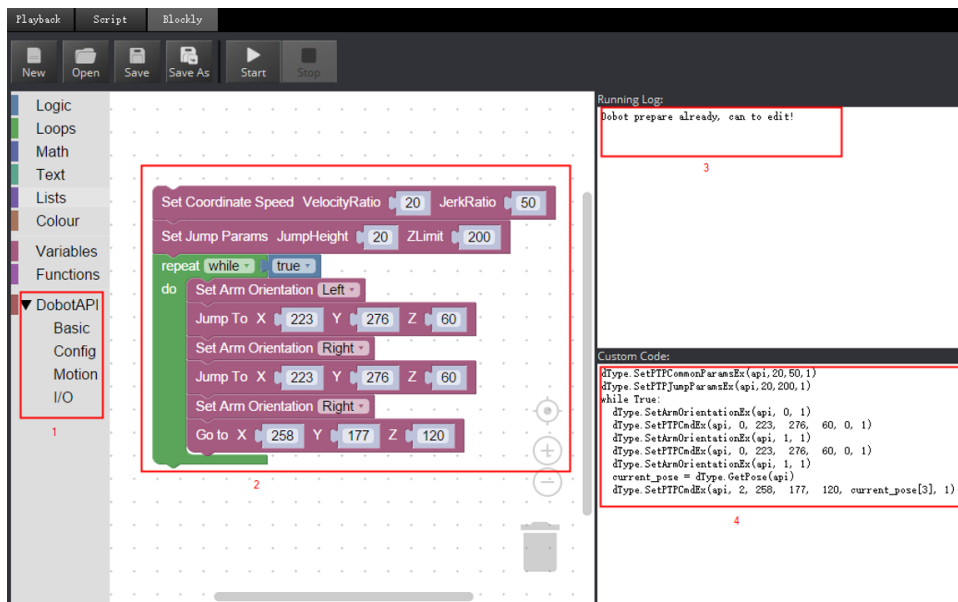 Playback Script Blockly
New Open Save Save As Start Stop
Logic
Loops
Math
Text
Lists
Colour
Variables
Functions
DobotAPI
Basic
Config
Motion
I/O
1
Set Coordinate Speed VelocityRatio 20 JerkRatio 50
Set Jump Params JumpHeight 20 ZLimit 200
repeat while true
do Set Arm Orientation Left
Jump To X 223 Y 276 Z 60
Set Arm Orientation Right
Jump To X 223 Y 276 Z 60
Set Arm Orientation Right
Go to X 258 Y 177 Z 120
2
Running Log:
Dobot prepare already, can to edit!
3
Custom Code:
dType.SetPTPCommonParamsEx(api,20,50,1)
dType.SetPTPJumpParamsEx(api,20,200,1)
while True:
dType.SetArmOrientationEx(api, 0, 1)
dType.SetPTPCmdEx(api, 0, 223, 276, 60, 0, 1)
dType.SetArmOrientationEx(api, 1, 1)
dType.SetPTPCmdEx(api, 0, 223, 276, 60, 0, 1)
dType.SetArmOrientationEx(api, 1, 1)
current_pose = dType.GetPose(api)
dType.SetPTPCmdEx(api, 2, 258, 177, 120, current_pose[3], 1)
4